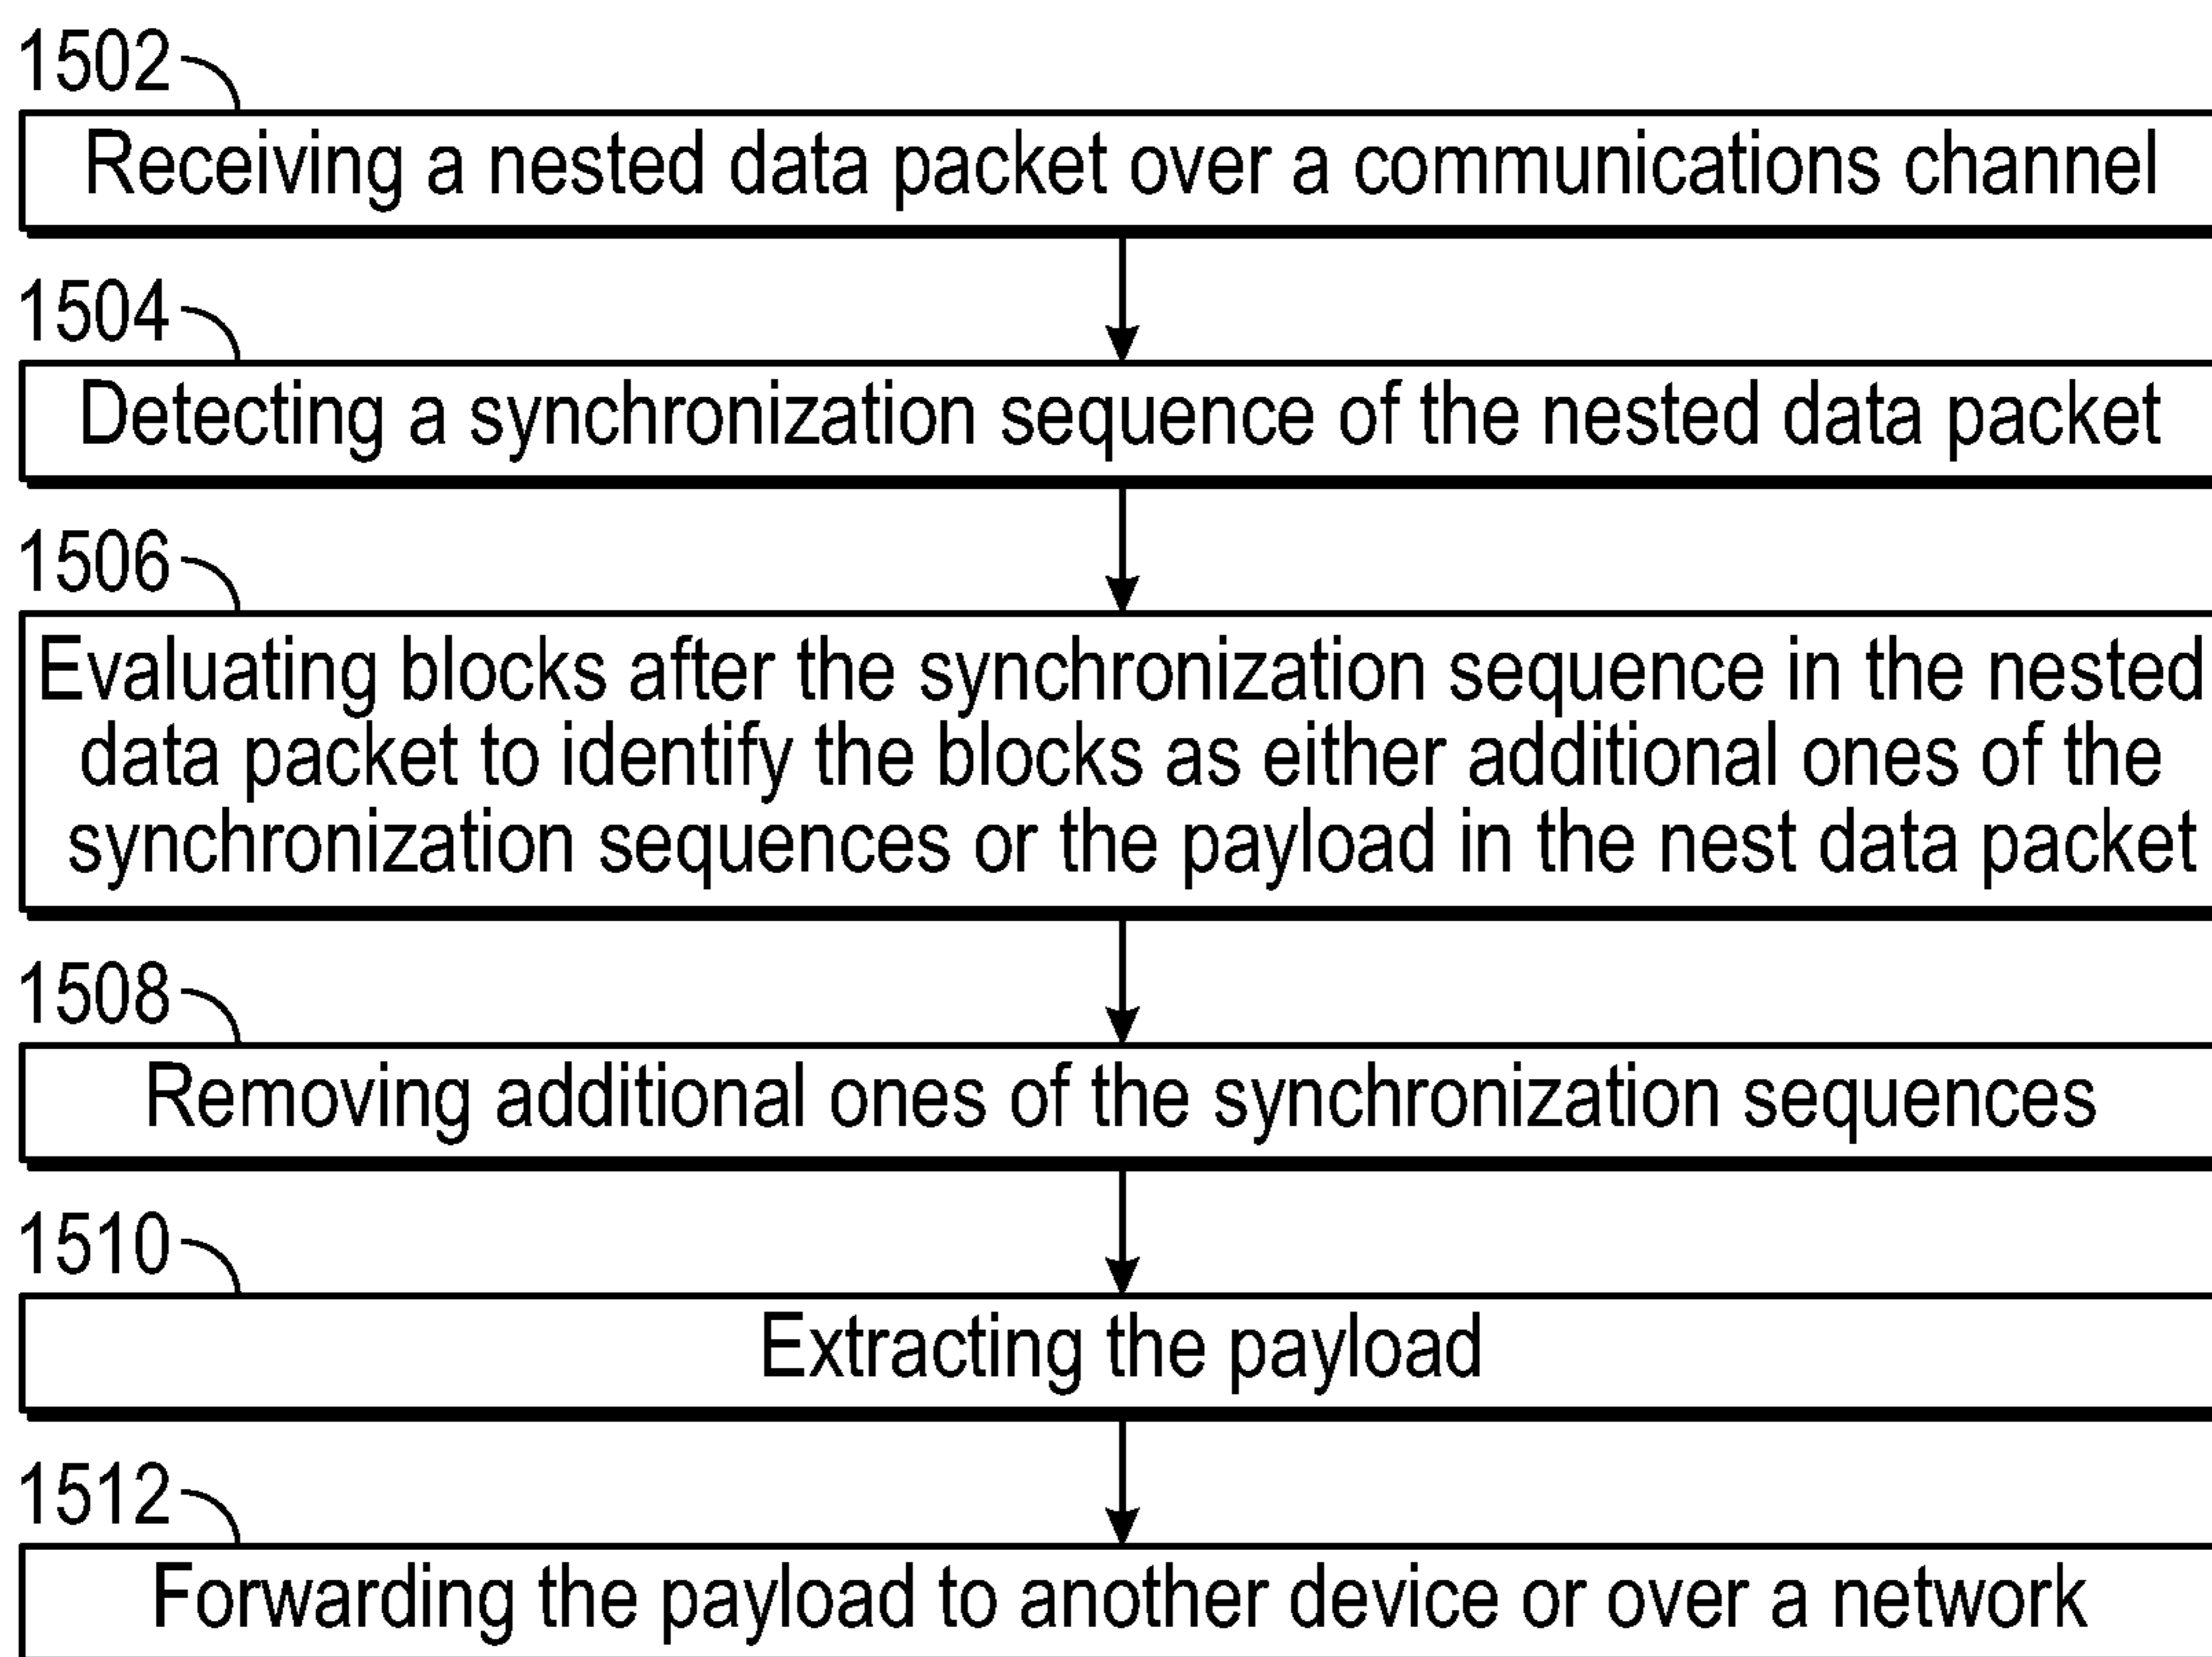 1502
Receiving a nested data packet over a communications channel
1504
Detecting a synchronization sequence of the nested data packet
1506
Evaluating blocks after the synchronization sequence in the nested
data packet to identify the blocks as either additional ones of the
synchronization sequences or the payload in the nest data packet
1508
Removing additional ones of the synchronization sequences
1510
Extracting the payload
1512
Forwarding the payload to another device or over a network